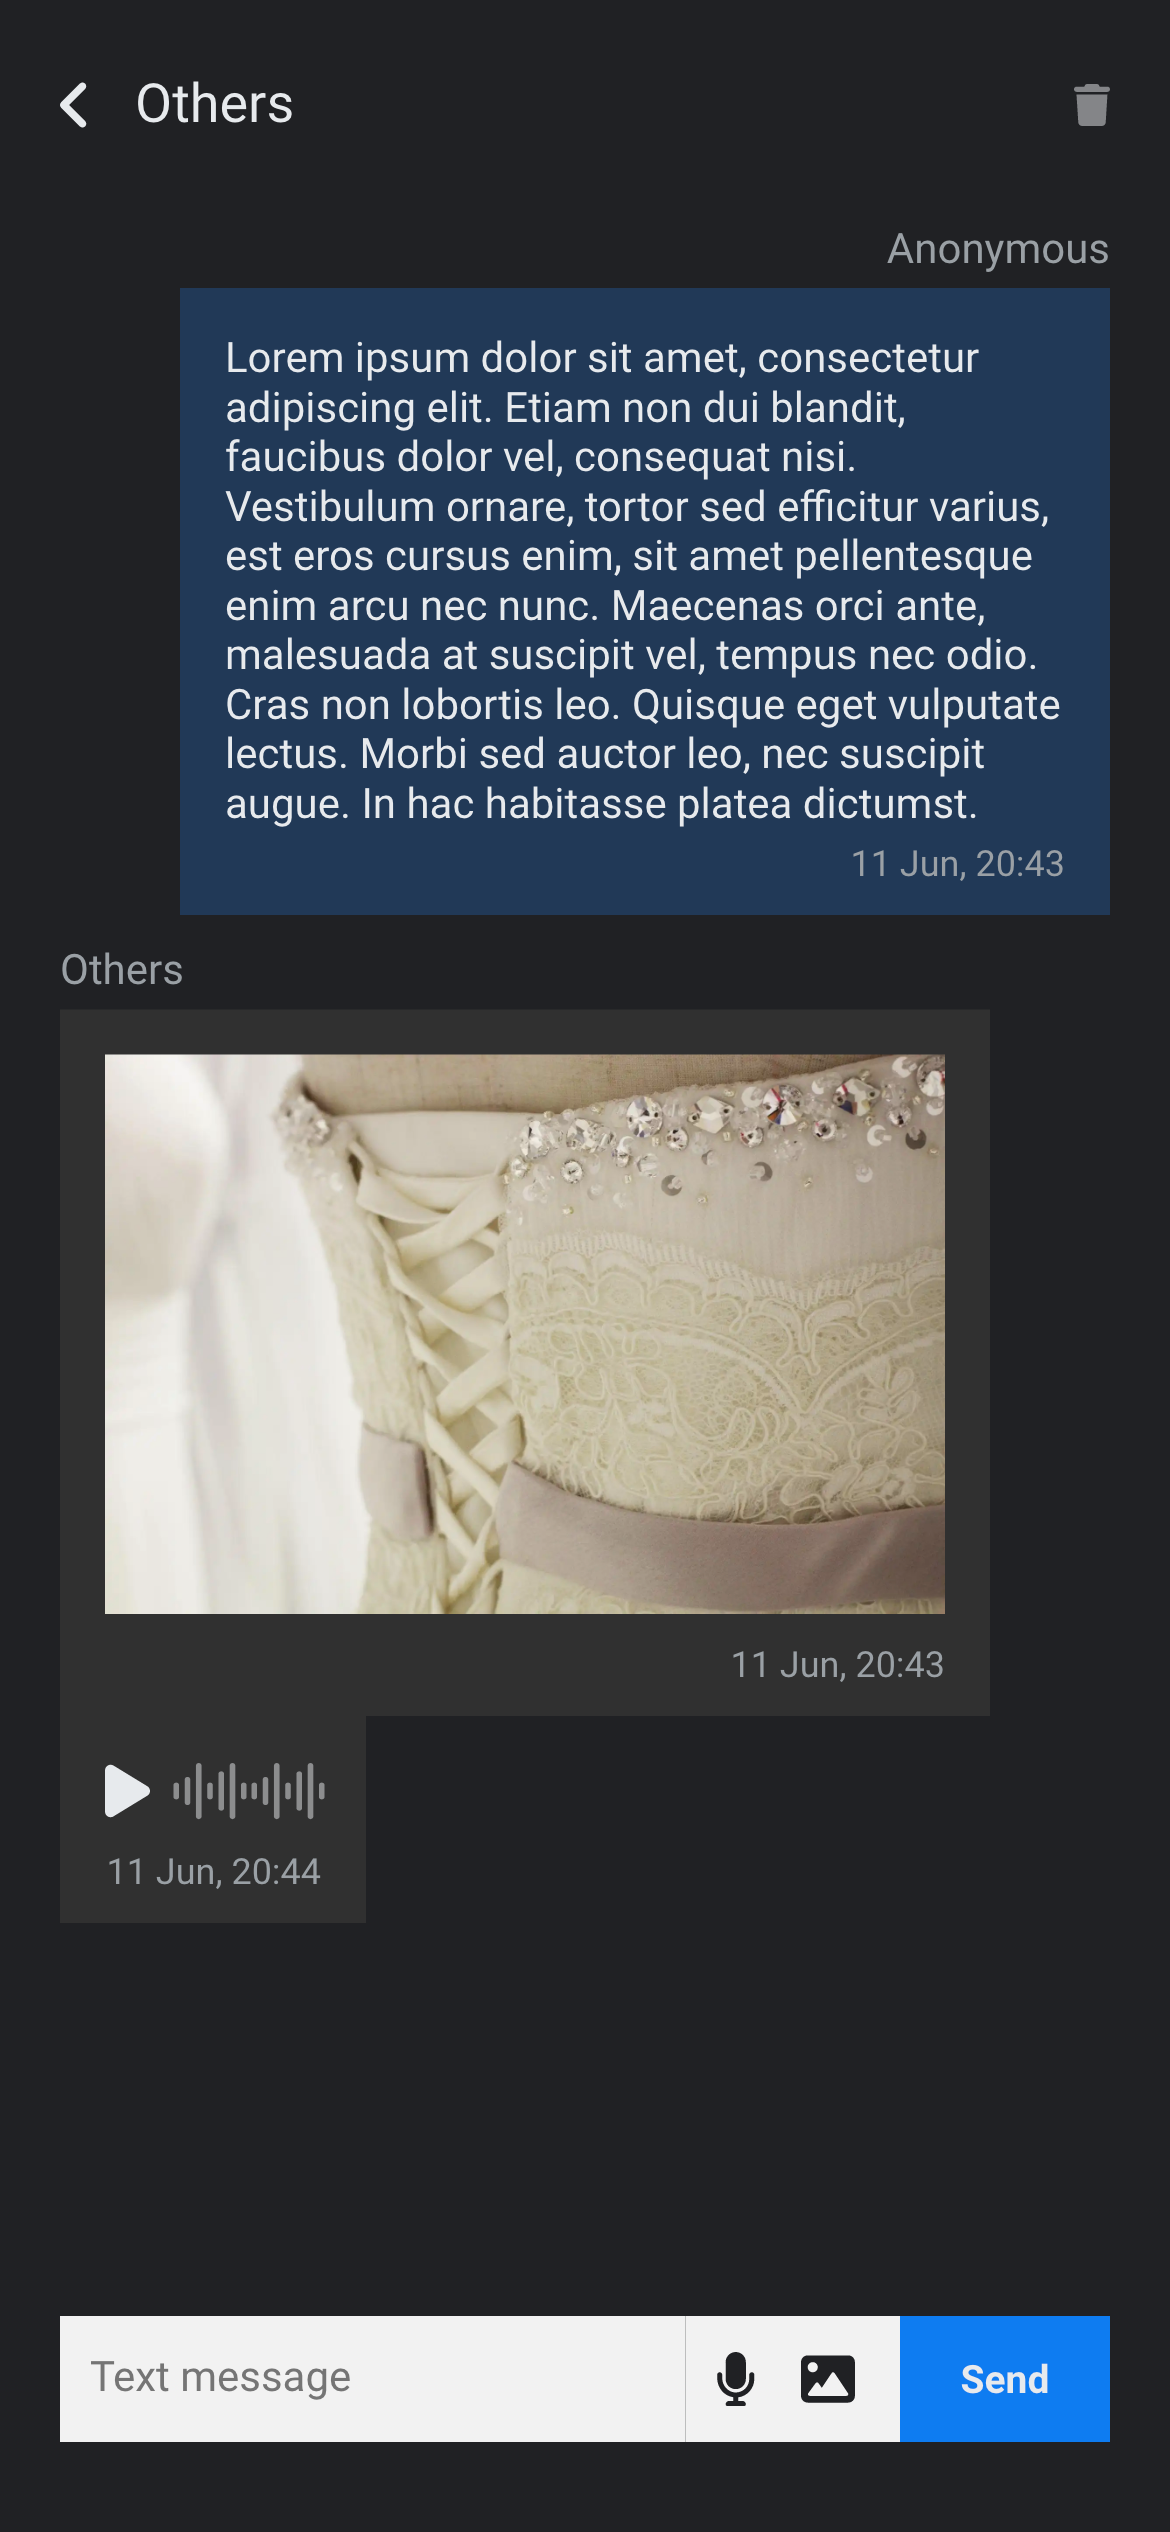 Others
Anonymous
Lorem ipsum dolor sit amet, consectetur
adipiscing elit. Etiam non dui blandit,
faucibus dolor vel, consequat nisi.
Vestibulum ornare, tortor sed efficitur varius,
est eros cursus enim, sit amet pellentesque
enim arcu nec nunc. Maecenas orci ante,
malesuada at suscipit vel, tempus nec odio.
Cras non lobortis leo. Quisque eget vulputate
lectus. Morbi sed auctor leo, nec suscipit
augue. In hac habitasse platea dictumst.
11 Jun, 20:43
Others
11 Jun, 20:43
11 Jun, 20:44
Text message
Send